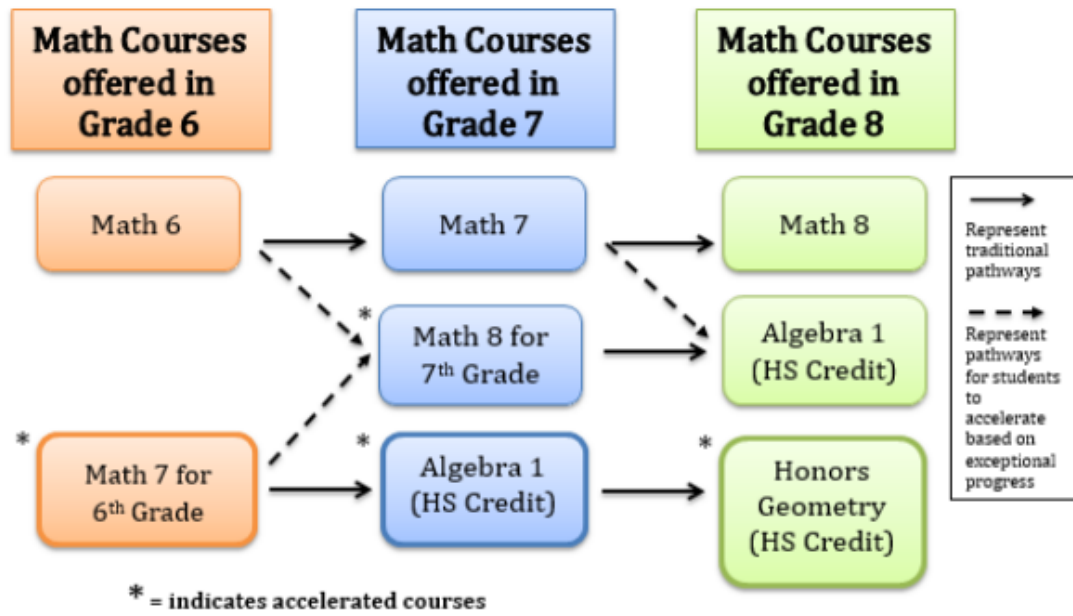 Math Courses
offered in
Grade 6
Math Courses
offered in
Grade 7
Math Courses
offered in
Grade 8
Math 6
Math 7
Math 8
*
Math 8 for
7th Grade
Algebra 1
(HS Credit)
*
Math 7 for
6th Grade
*
Algebra 1
(HS Credit)
*
Honors
Geometry
(HS Credit)
Represent
traditional
pathways
Represent
pathways
for students
to
accelerate
based on
exceptional
progress
* = indicates accelerated courses